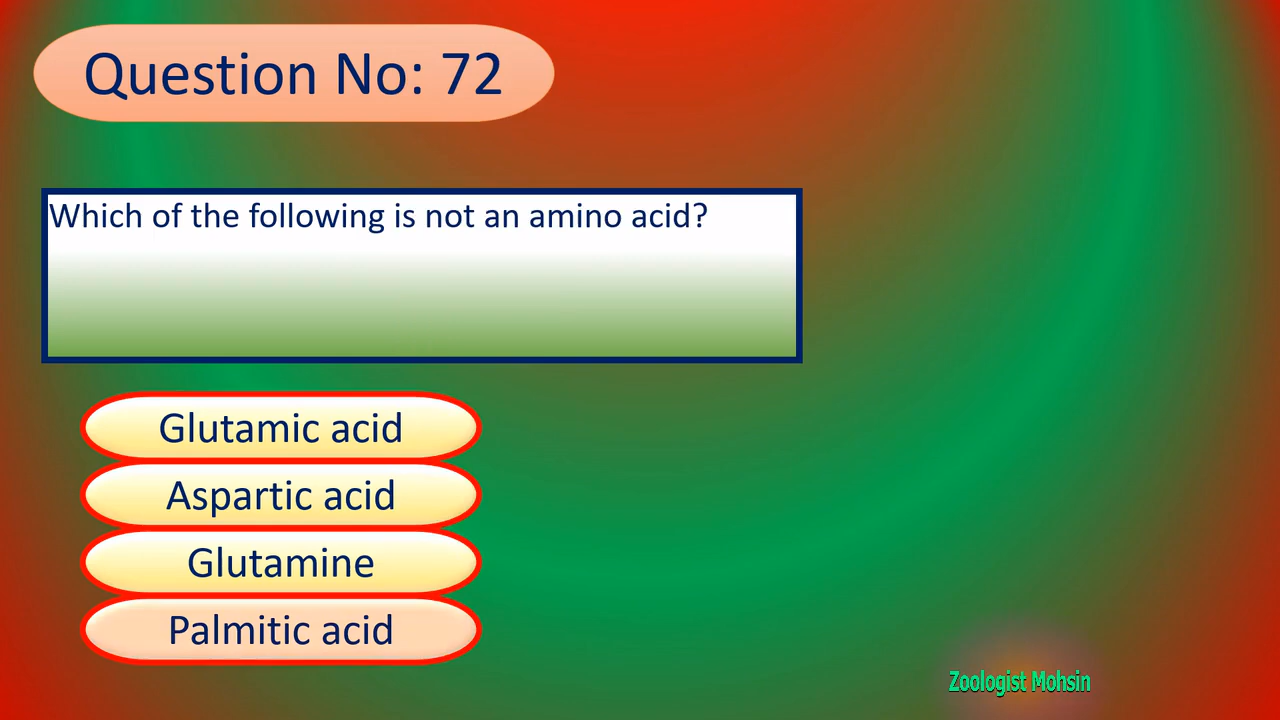 Question No: 72
Which of the following is not an amino acid?
Glutamic acid
Aspartic acid
Glutamine
Palmitic acid
Zoologist Mohsin